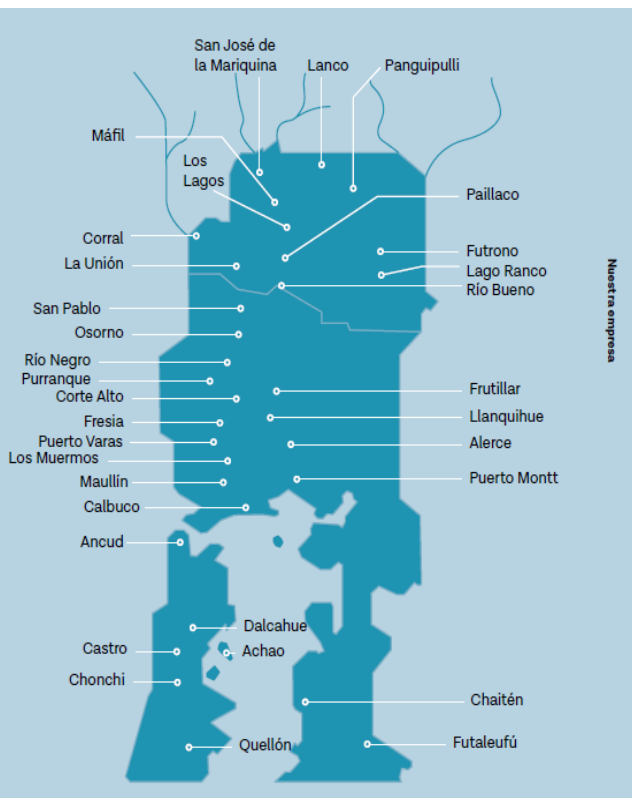 San José de
la Mariquina
Lanco
Panguipulli
Máfil
Los
Lagos
Paillaco
Corral
Futrono
La Unión
Lago Ranco
Río Bueno
San Pablo
Osorno
Río Negro
Purranque
Corte Alto
Frutillar
Fresia
Llanquihue
Puerto Varas
Alerce
Los Muermos
Maullín
Puerto Montt
Calbuco
Ancud
Dalcahue
Castro
Achao
Chonchi
Chaitén
Quellón
Futaleufú
Nuestra empresa